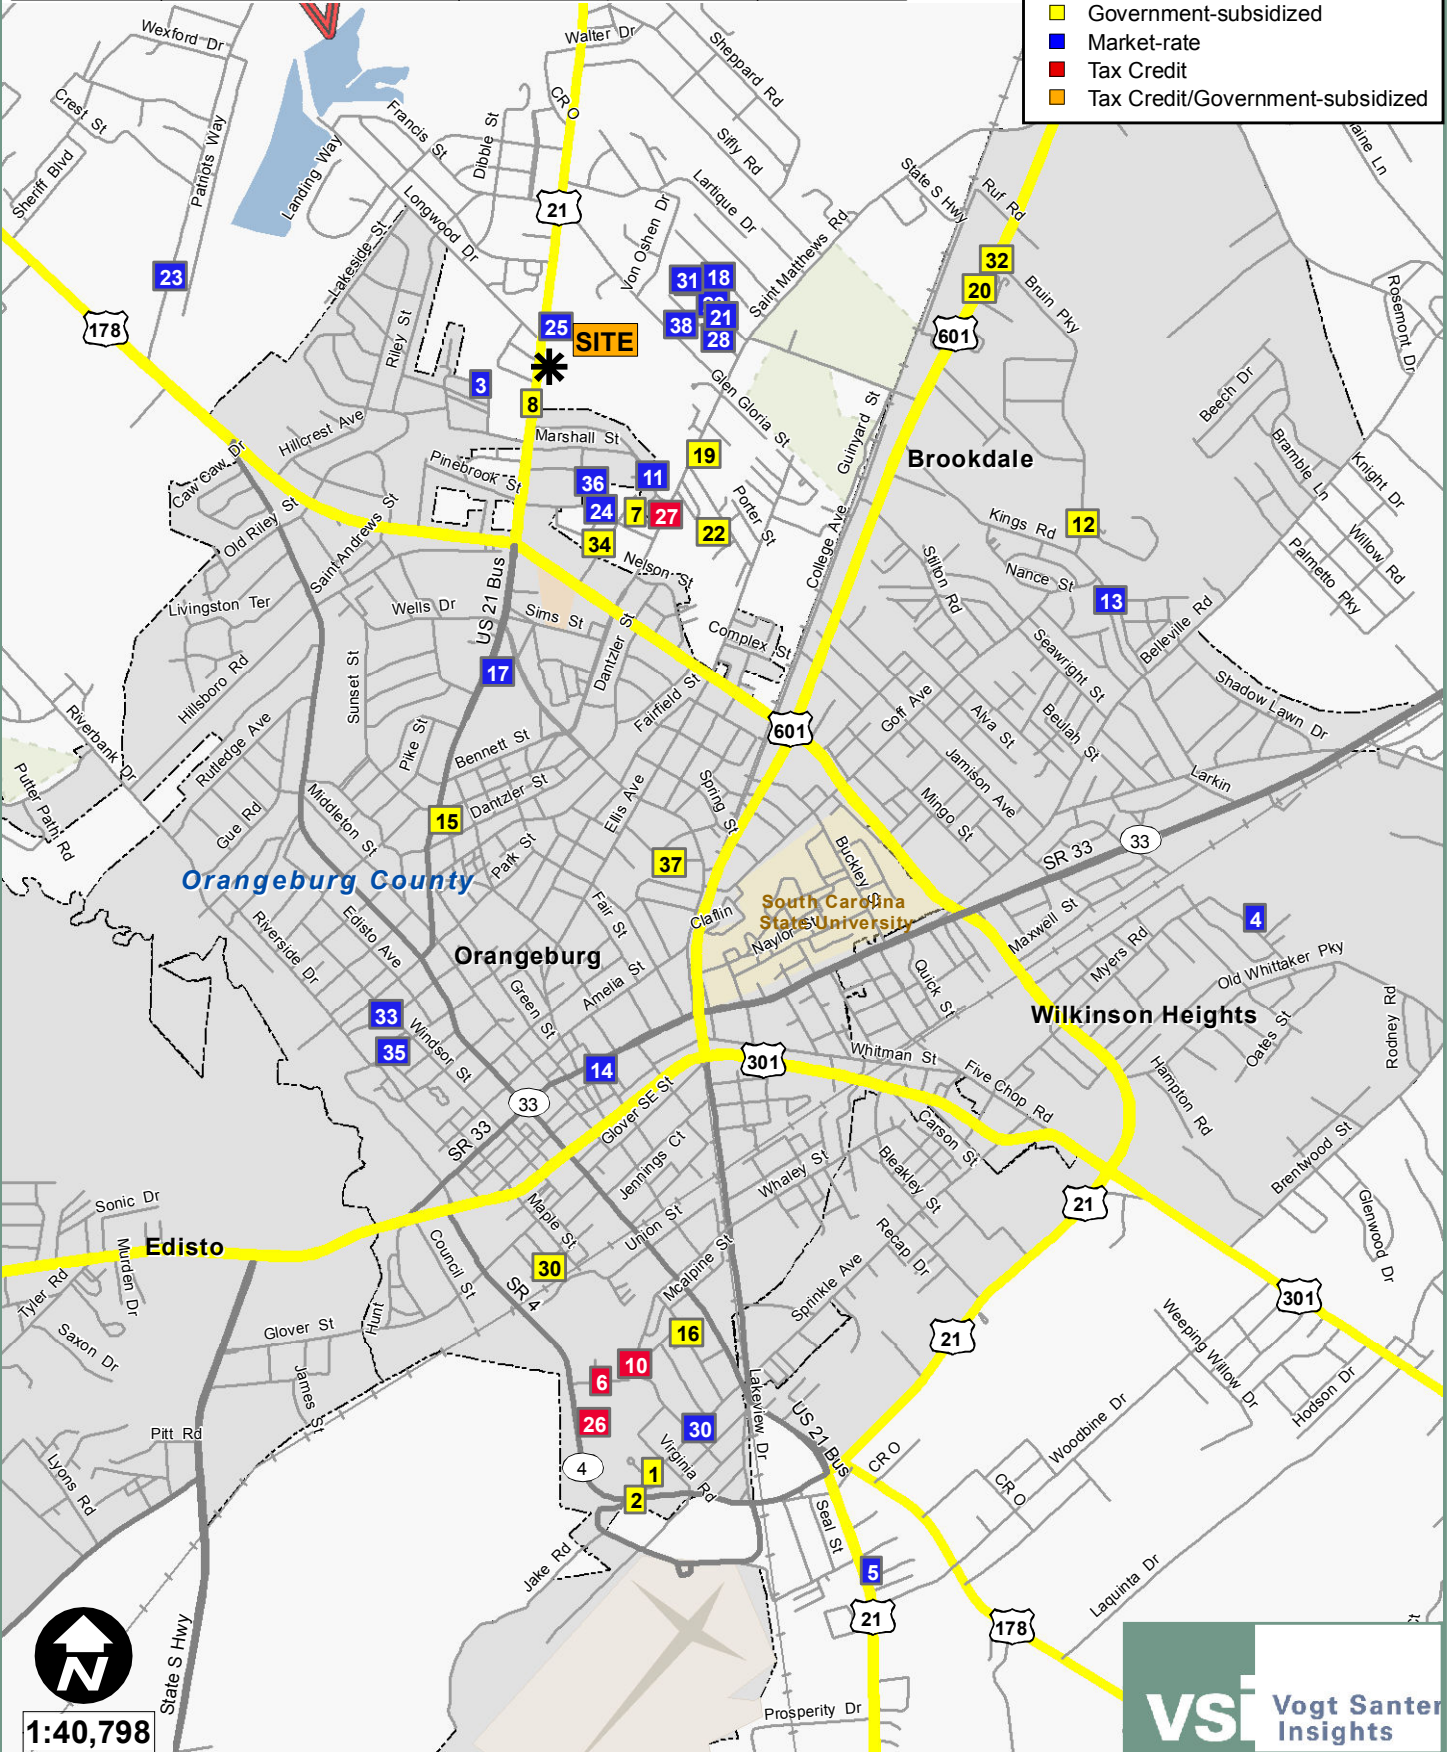 Government-subsidized
Market-rate
Tax Credit
Tax Credit/Government-subsidized
Wexford Dr
Walter Dr
Sheppard Rd
Crest St
CR O
Francis St
Dibble St
Sifly Rd
Patriots Way
Landing Way
Sheriff Blvd
Lartique Dr
State S Hwy
Ruf Rd
Longwood Dr
21
Von Oshen Dr
Saint Matthews Rd
Lakeside St
23
31
18
32
20
Bruin Pky
Rosemont Dr
178
25
SITE
38
21
28
601
Riley St
3
8
Glen Gloria St
Guinyard St
Beech Dr
Hillcrest Ave
Marshall St
19
Brookdale
Bramble Ln
Knight Dr
Caw Caw Dr
Pinebrook St
36
11
24
7
27
22
Porter St
12
Kings Rd
Old Riley St
Saint Andrews St
34
Nelson St
College Ave
Stilton Rd
Nance St
Willow Rd
Palmetto Pky
US 21 Bus
Livingston Ter
Wells Dr
Sims St
13
Belleville Rd
Complex St
Seawright St
Dantzler St
17
Hillsboro Rd
Sunset St
Fairfield St
Goff Ave
Alva St
Beulah St
Shadow Lawn Dr
Riverbank Dr
Rutledge Ave
Pike St
Bennett St
601
Jamison Ave
Larkin
Putter Path Rd
Gue Rd
Middleton St
15
Dantzler St
Ellis Ave
Spring St
Mingo St
Park St
37
Buckley St
SR 33
33
Orangeburg County
South Carolina
State University
Claflin
Naylor St
Riverside Dr
Edisto Ave
Fair St
Maxwell St
4
Myers Rd
Old Whittaker Pky
Orangeburg
Green St
Amelia St
Quick St
Wilkinson Heights
Oates St
Rodney Rd
33
35
Windsor St
14
301
Whitman St
Five Chop Rd
Hampton Rd
33
SR 33
Glover SE St
Carson St
Jennings Ct
Whaley St
Bleakley St
Brentwood St
21
Sonic Dr
Maple St
Union St
Recap Dr
Glenwood Dr
Edisto
Murden Dr
Tyler Rd
Council St
30
SR 4
Mcalpine St
Sprinkle Ave
301
Saxon Dr
Glover St
Hunt
16
21
Weeping Willow Dr
James St
10
6
26
Lakeview Dr
US 21 Bus
Hodson Dr
Woodbine Dr
Pitt Rd
30
Lyons Rd
4
Virginia Rd
1
2
CR O
CR O
Seal St
Jake Rd
5
Laquinta Dr
21
178
State S Hwy
N
1:40,798
Prosperity Dr
vsi
Vogt Santer
Insights